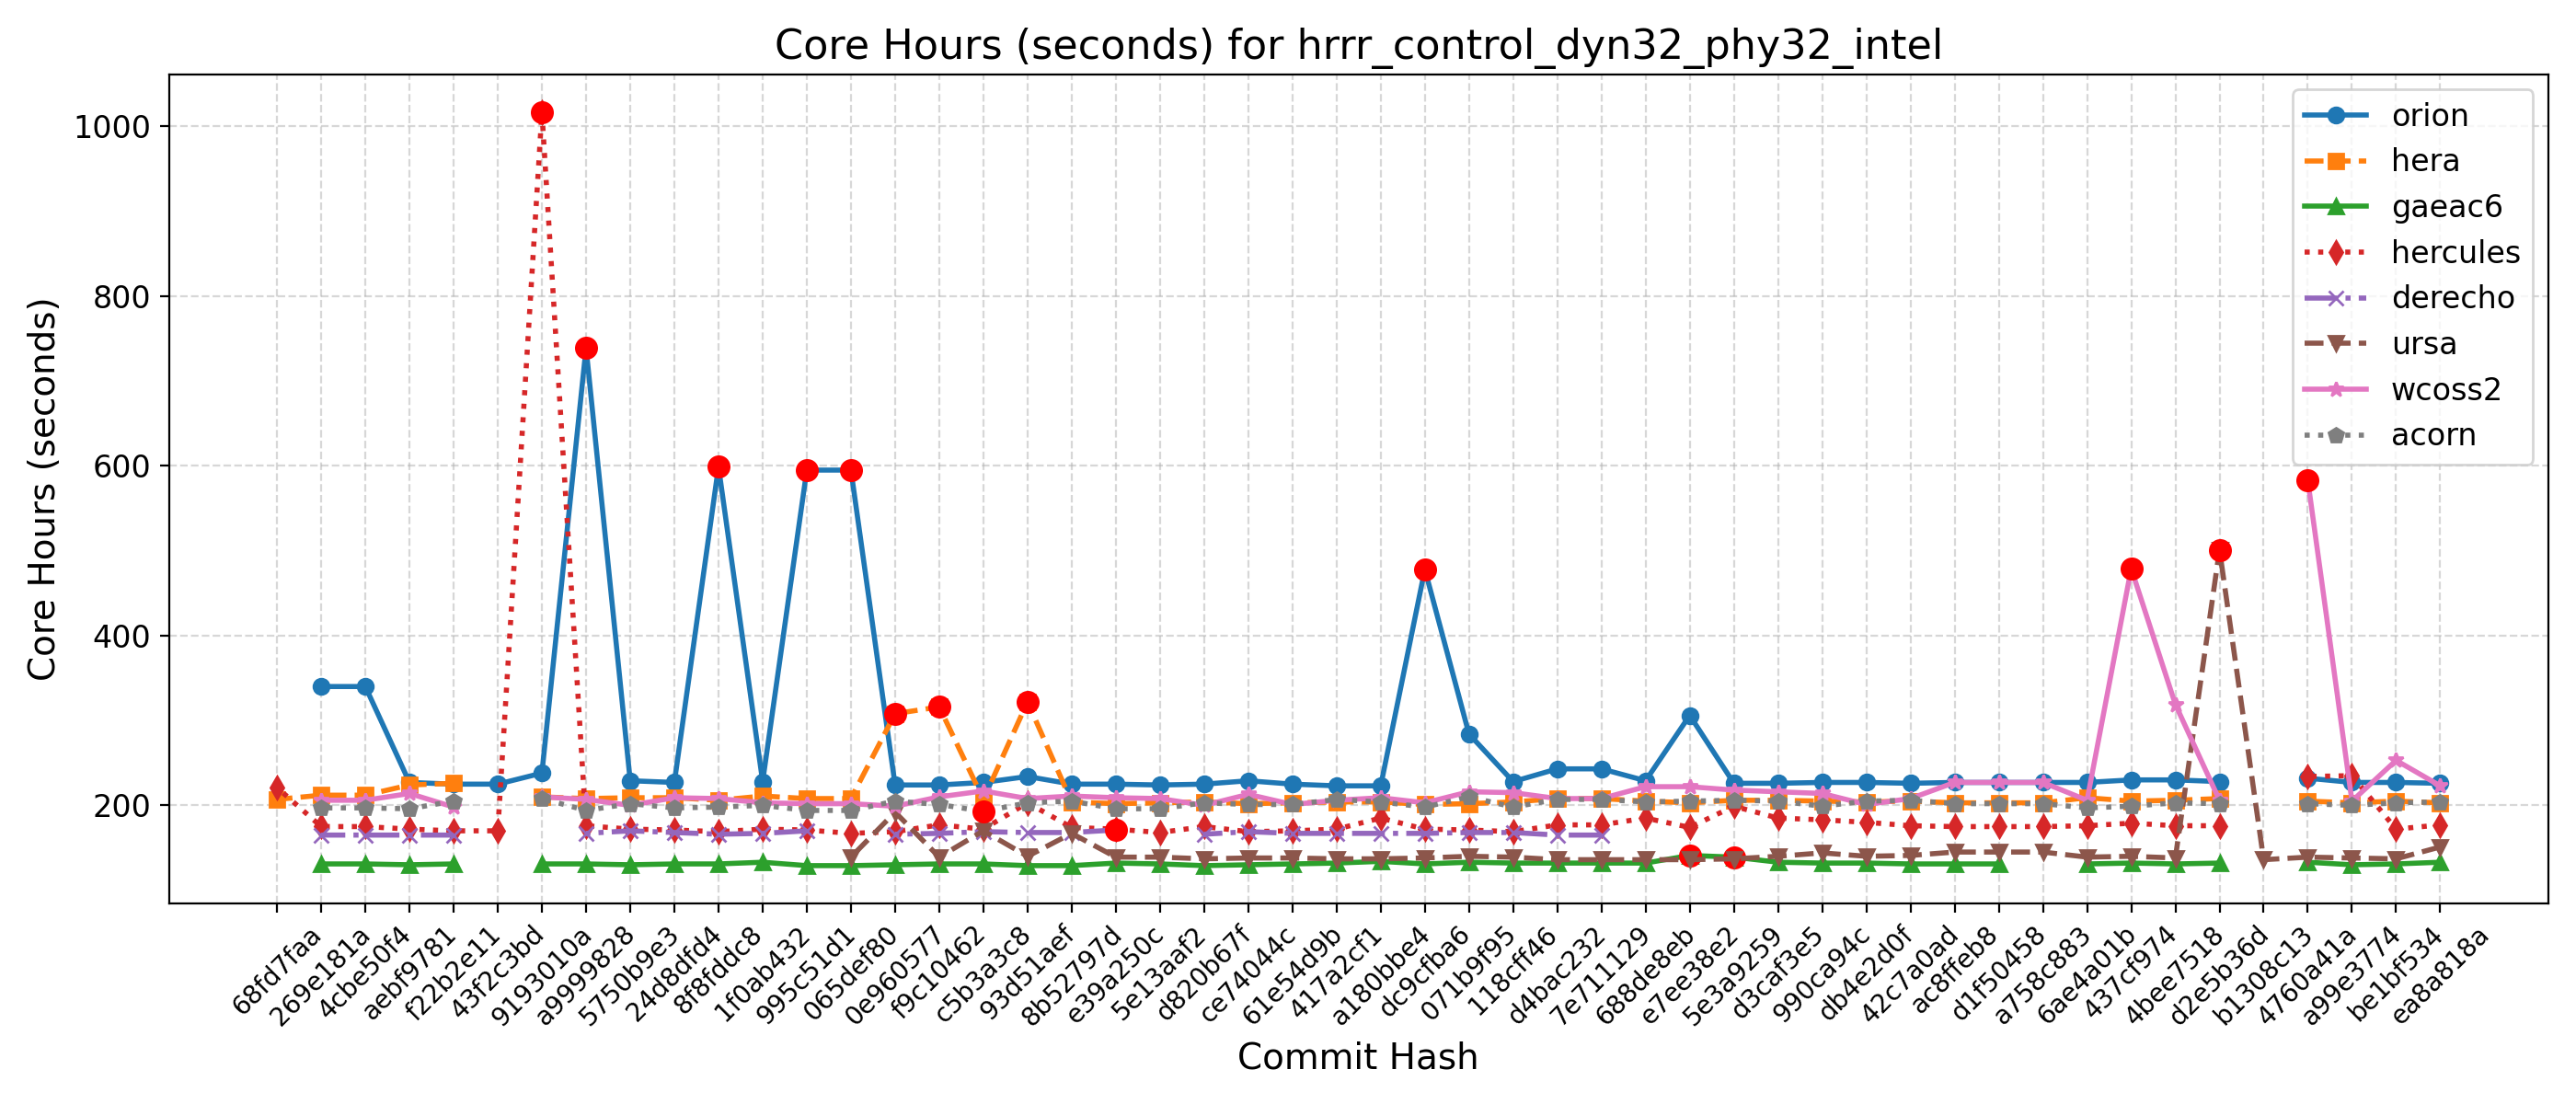 Core Hours (seconds) for hrrr_control_dyn32_phy32_intel
Core Hours (seconds)
1000
800
600
400
200
orion
hera
gaeac6
hercules
derecho
ursa
wcoss2
acorn
68fd7faa
269e181a
4cbe50f4
aebf9781
f22b2e11
43f2c3bd
9193010a
a9999828
5750b9e3
24d8dfd4
8f8fddc8
1f0ab432
995c51d1
065def80
0e960577
f9c10462
c5b3a3c8
93d51aef
8b52797d
e39a250c
5e13aaf2
d820b67f
ce74044c
61e54d9b
417a2cf1
a180bbe4
dc9cfba6
071b9f95
118cff46
d4bac232
7e711129
688de8eb
e7ee38e2
5e3a9259
d3caf3e5
990ca94c
db4e2d0f
42c7a0ad
ac8ffeb8
d1f50458
a758c883
6ae4a01b
437cf974
4bee7518
d2e5b36d
b1308c13
4760a41a
a99e3774
be1bf534
ea8a818a
Commit Hash